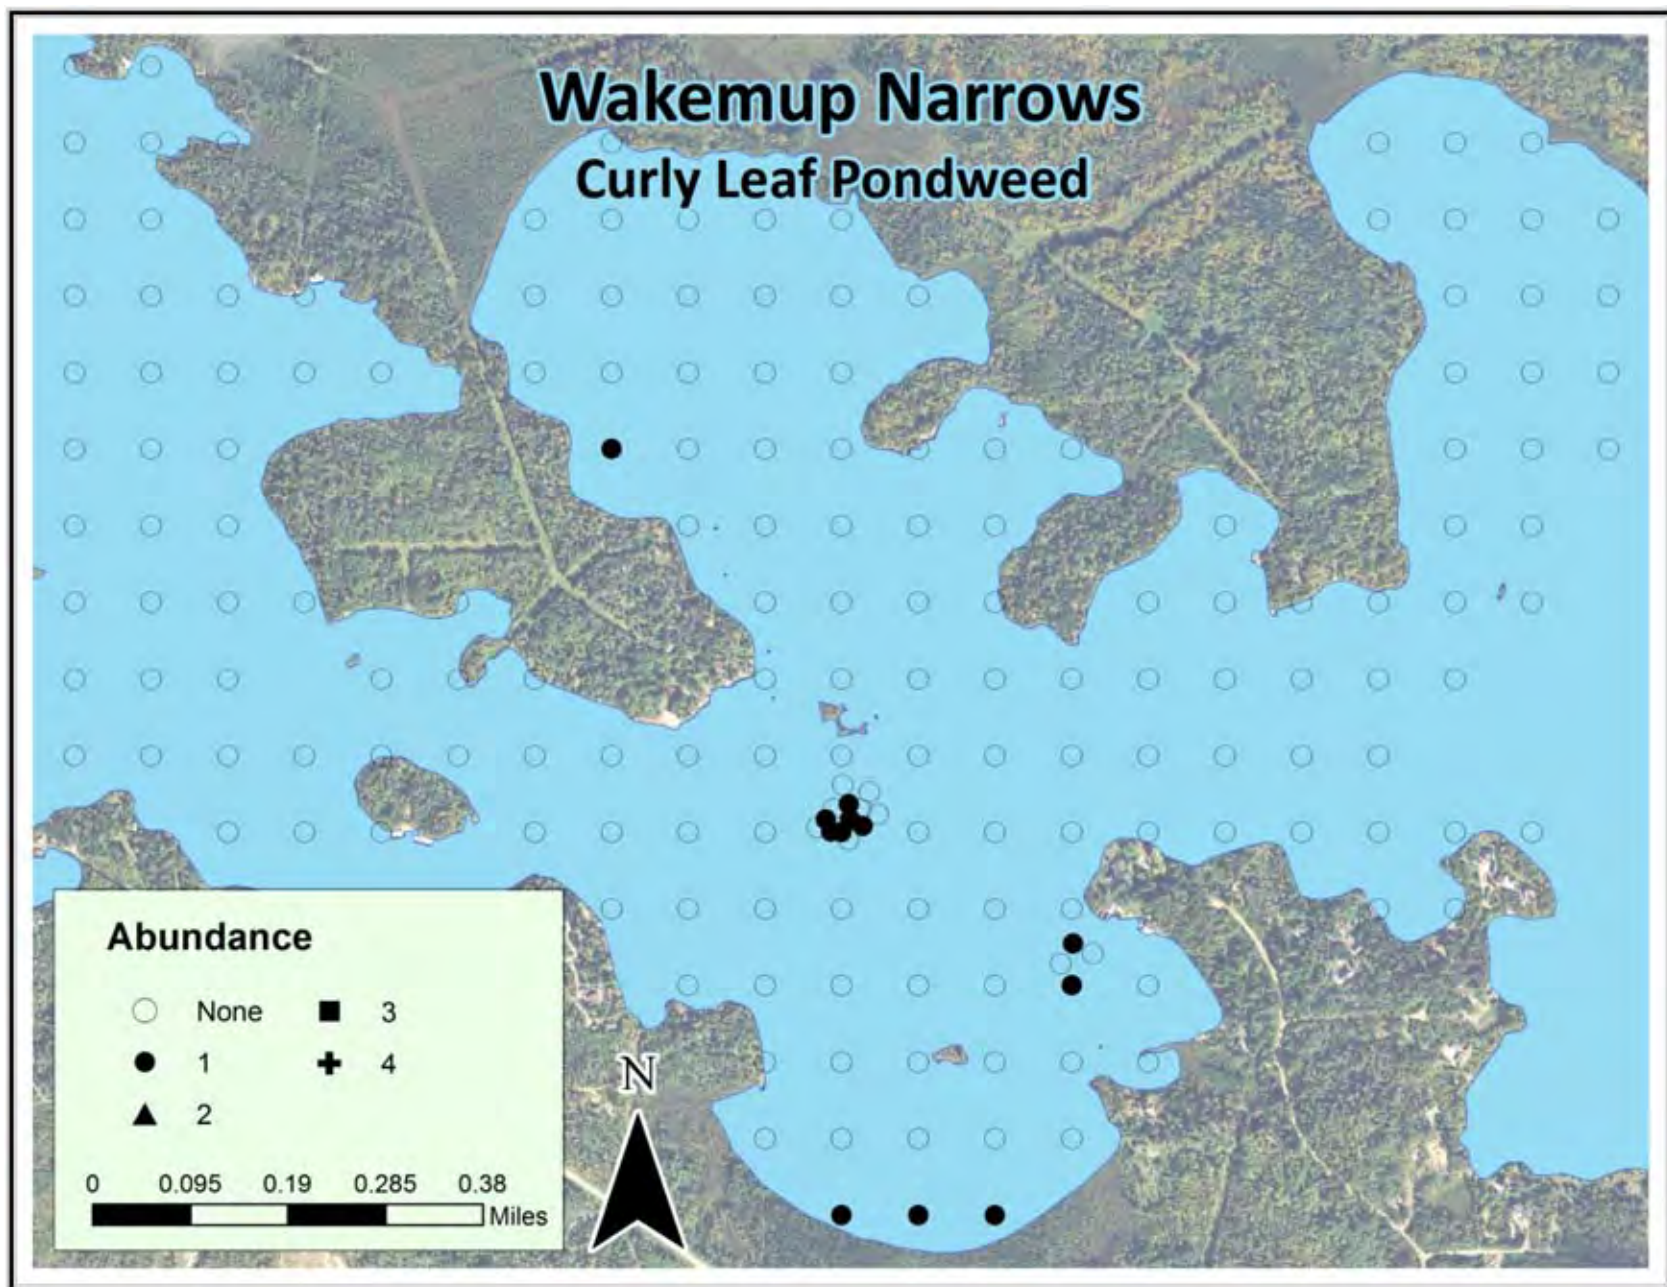 Wakemup Narrows
Curly Leaf Pondweed
Abundance
None 3
1 4
2
N
0 0.095 0.19 0.285 0.38
Miles